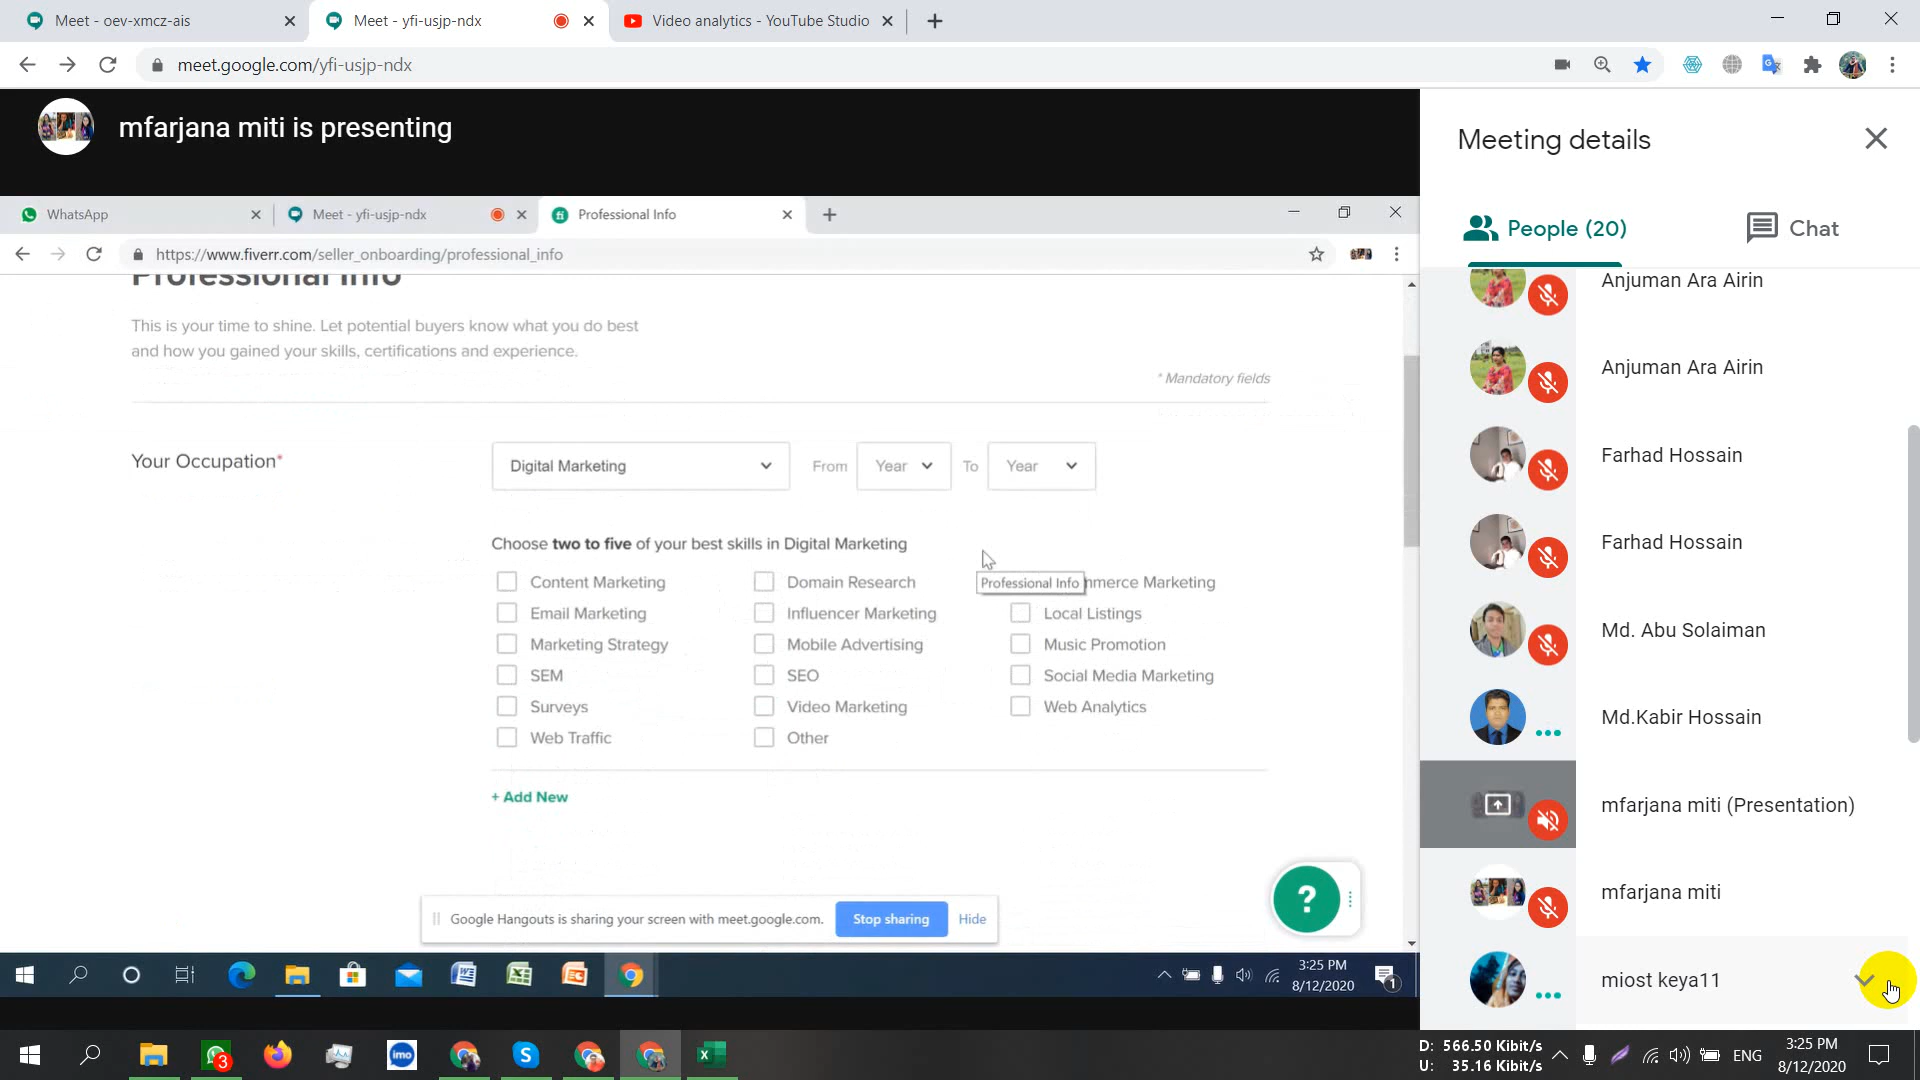 Meet - oev-xmcz-ais
Meet - yfi-usjp-ndx
Video analytics - YouTube Studio
meet.google.com/yfi-usjp-ndx
mfarjana miti is presenting
WhatsApp
Meet - yfi-usjp-ndx
Professional Info
https://www.fiverr.com/seller_onboarding/professional_info
Professional Info
This is your time to shine. Let potential buyers know what you do best
and how you gained your skills, certifications and experience.
* Mandatory fields
Your Occupation*
Digital Marketing
From
Year
To
Year
Choose two to five of your best skills in Digital Marketing
Content Marketing
Domain Research
mmerce Marketing
Professional Info
Email Marketing
Influencer Marketing
Local Listings
Marketing Strategy
Mobile Advertising
Music Promotion
SEM
SEO
Social Media Marketing
Surveys
Video Marketing
Web Analytics
Web Traffic
Other
+ Add New
?
Google Hangouts is sharing your screen with meet.google.com.
Stop sharing
Hide
3:25 PM
8/12/2020
1
Meeting details
People (20)
Chat
Anjuman Ara Airin
Anjuman Ara Airin
Farhad Hossain
Farhad Hossain
Md. Abu Solaiman
Md.Kabir Hossain
mfarjana miti (Presentation)
mfarjana miti
miost keya11
3
imo
D: 566.50 Kibit/s
U: 35.16 Kibit/s
ENG
3:25 PM
8/12/2020